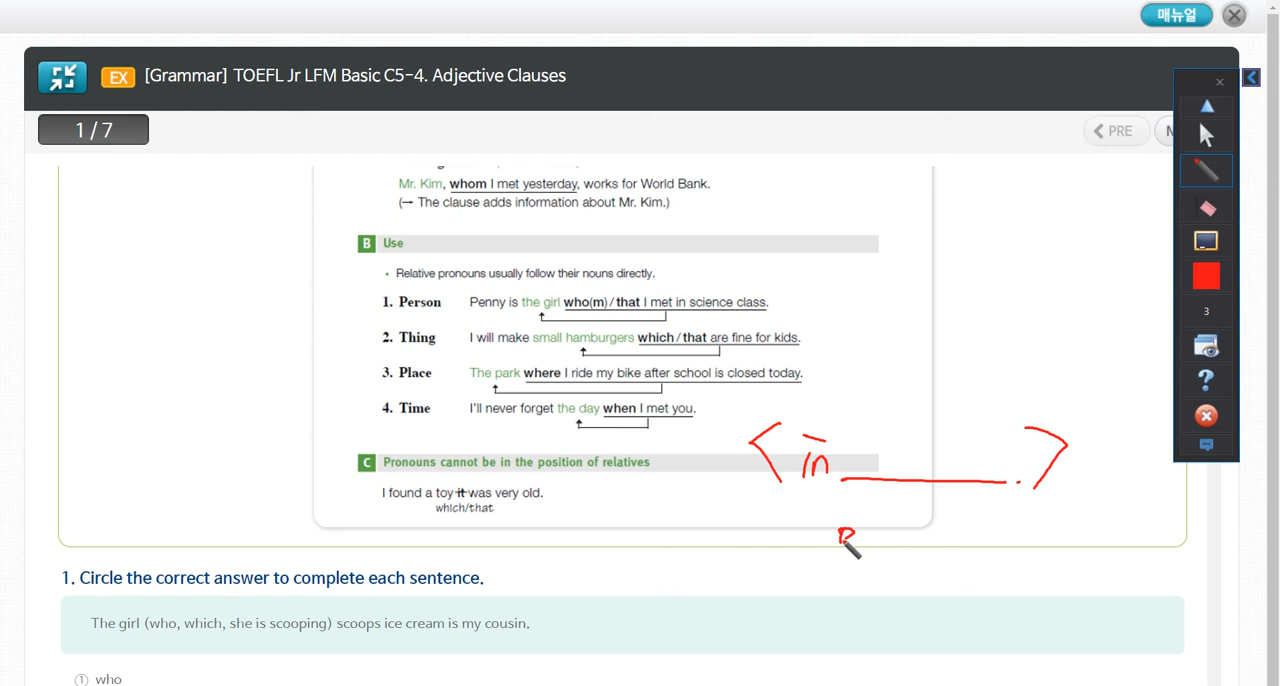 매뉴얼
EX [Grammar] TOEFL Jr LFM Basic C5-4. Adjective Clauses
1 / 7
PRE
Mr. Kim, whom I met yesterday, works for World Bank.
(→ The clause adds information about Mr. Kim.)
B Use
• Relative pronouns usually follow their nouns directly.
1. Person Penny is the girl who(m) / that I met in science class.
2. Thing I will make small hamburgers which / that are fine for kids.
3. Place The park where I ride my bike after school is closed today.
4. Time I'll never forget the day when I met you.
C Pronouns cannot be in the position of relatives
in
I found a toy it was very old.
which/that
3
1. Circle the correct answer to complete each sentence.
The girl (who, which, she is scooping) scoops ice cream is my cousin.
① who